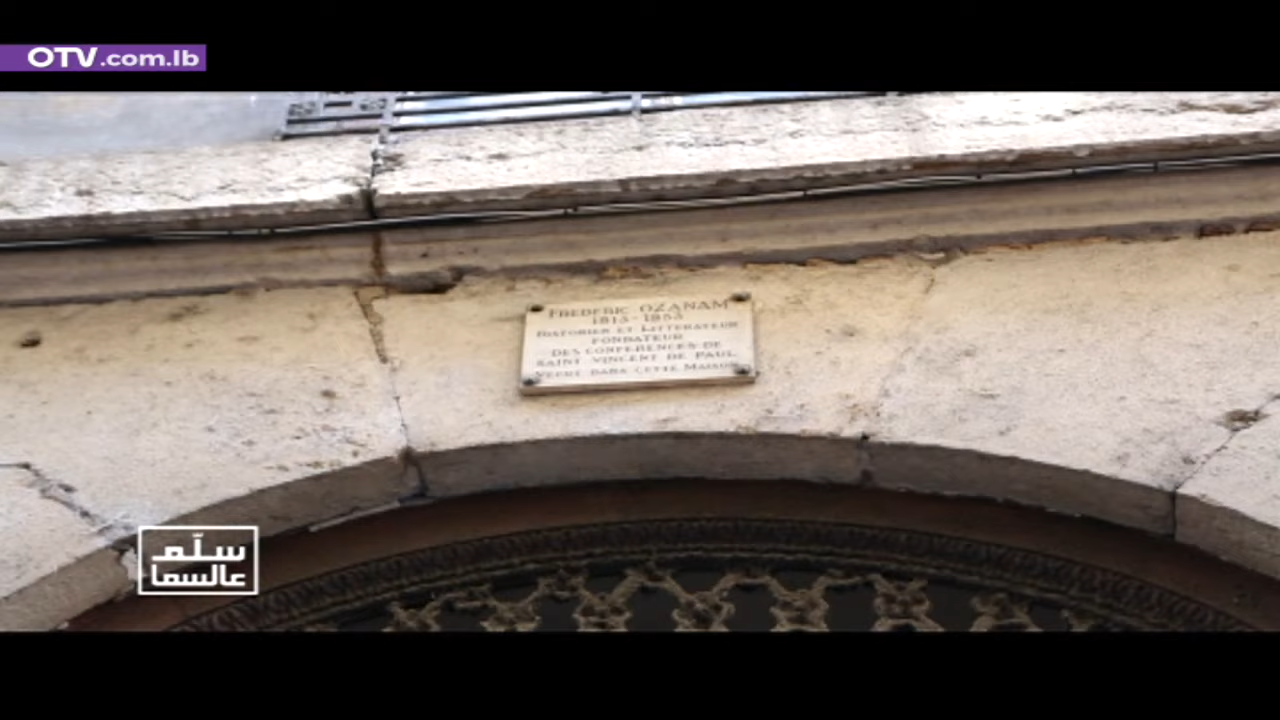 OTV.com.lb
FREDERIC OZANAM
1813-1853
HISTORIEN ET LITTERATEUR
FONDATEUR
DES CONFERENCES DE
SAINT VINCENT DE PAUL
VECUT DANS CETTE MAISON
سلّم
عالسما